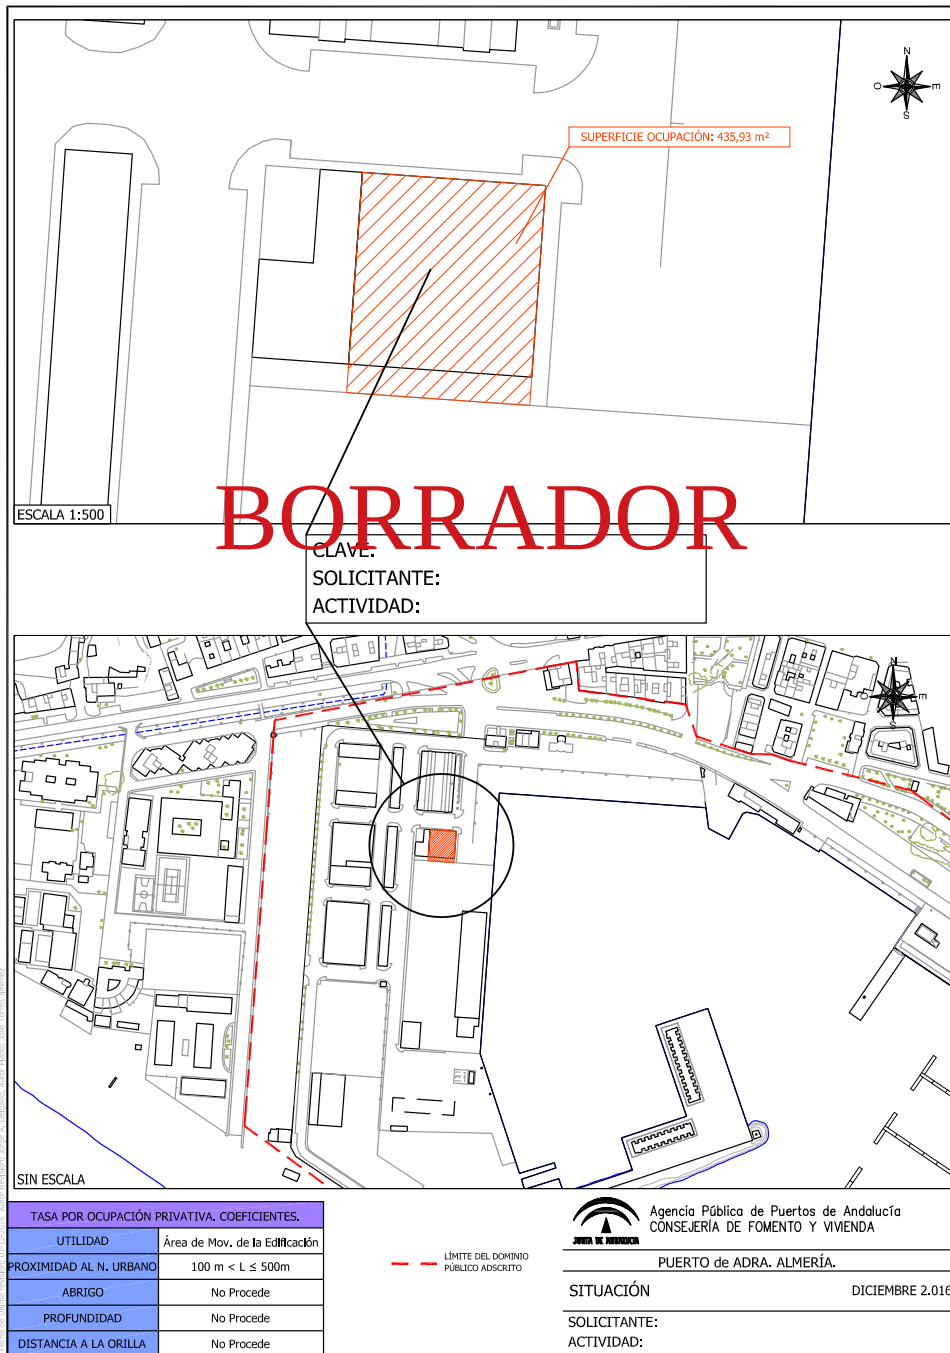 N
O
E
S
SUPERFICIE OCUPACIÓN: 435,93 m²
ESCALA 1:500
BORRADOR
CLAVE:
SOLICITANTE:
ACTIVIDAD:
N
E
S
SIN ESCALA
TASA POR OCUPACIÓN PRIVATIVA. COEFICIENTES.
UTILIDAD Área de Mov. de la Edificación
PROXIMIDAD AL N. URBANO 100 m < L ≤ 500m
ABRIGO No Procede
PROFUNDIDAD No Procede
DISTANCIA A LA ORILLA No Procede
LÍMITE DEL DOMINIO
PÚBLICO ADSCRITO
JUNTA DE ANDALUCIA
Agencia Pública de Puertos de Andalucía
CONSEJERÍA DE FOMENTO Y VIVIENDA
PUERTO de ADRA. ALMERÍA.
SITUACIÓN DICIEMBRE 2.016
SOLICITANTE:
ACTIVIDAD: